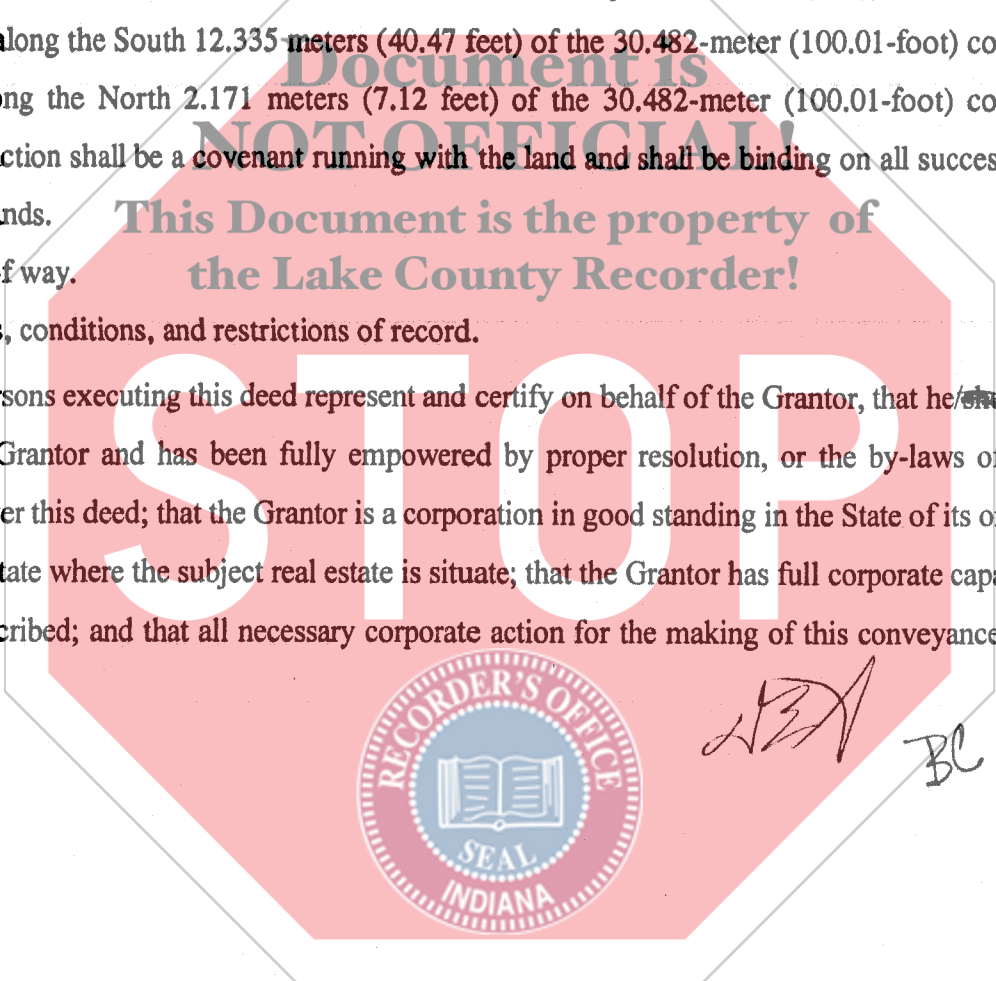 along the South 12.335 meters (40.47 feet) of the 30.482-meter (100.01-foot) co
Document is
ong the North 2.171 meters (7.12 feet) of the 30.482-meter (100.01-foot) co
NOT OFFICIAL!
ction shall be a covenant running with the land and shall be binding on all succes
nds.
This Document is the property of
f way.
the Lake County Recorder!
s, conditions, and restrictions of record.
STOP
rsons executing this deed represent and certify on behalf of the Grantor, that he/she
Grantor and has been fully empowered by proper resolution, or the by-laws of
er this deed; that the Grantor is a corporation in good standing in the State of its o
tate where the subject real estate is situate; that the Grantor has full corporate capa
cribed; and that all necessary corporate action for the making of this conveyance
RECORDER'S OFFICE
SEAL
INDIANA
BC